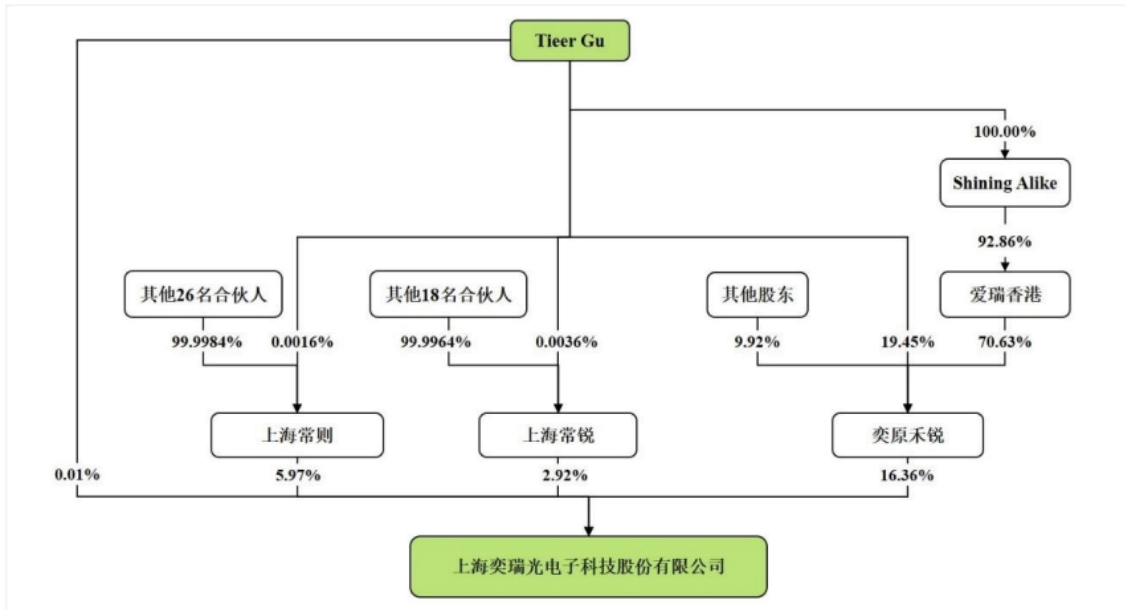 Tieer Gu
100.00%
Shining Alike
92.86%
其他26名合伙人
其他18名合伙人
其他股东
爱瑞香港
99.9984%
0.0016%
99.9964%
0.0036%
9.92%
19.45%
70.63%
上海常则
上海常锐
奕原禾锐
0.01%
5.97%
2.92%
16.36%
上海奕瑞光电子科技股份有限公司